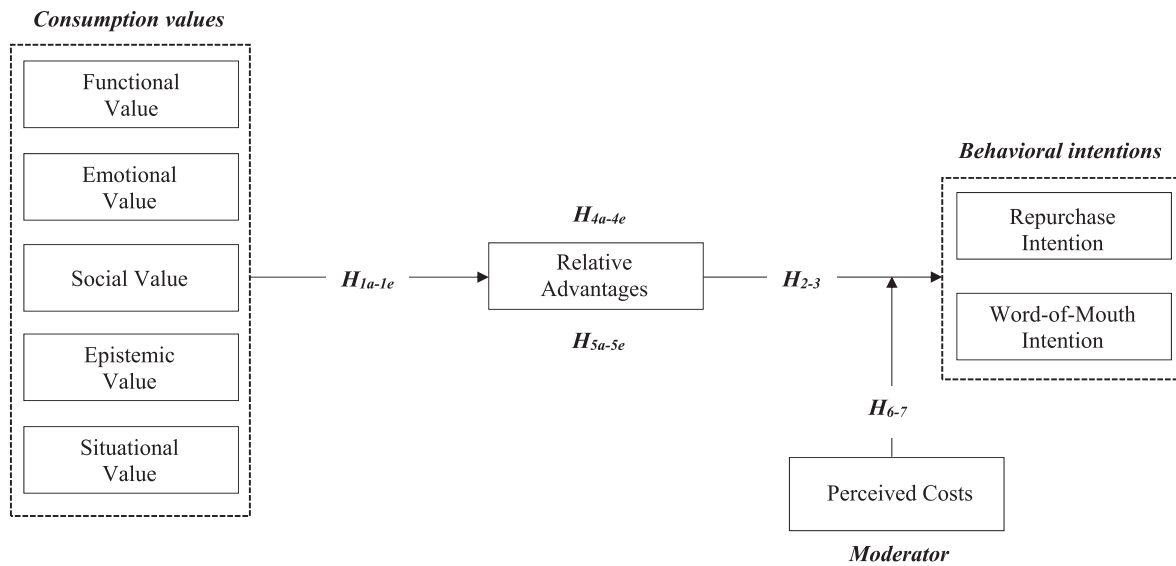 Consumption values
Functional
Value
Emotional
Value
Social Value
Epistemic
Value
Situational
Value
H1a-1e
H4a-4e
Relative
Advantages
H5a-5e
H2-3
H6-7
Perceived Costs
Moderator
Behavioral intentions
Repurchase
Intention
Word-of-Mouth
Intention